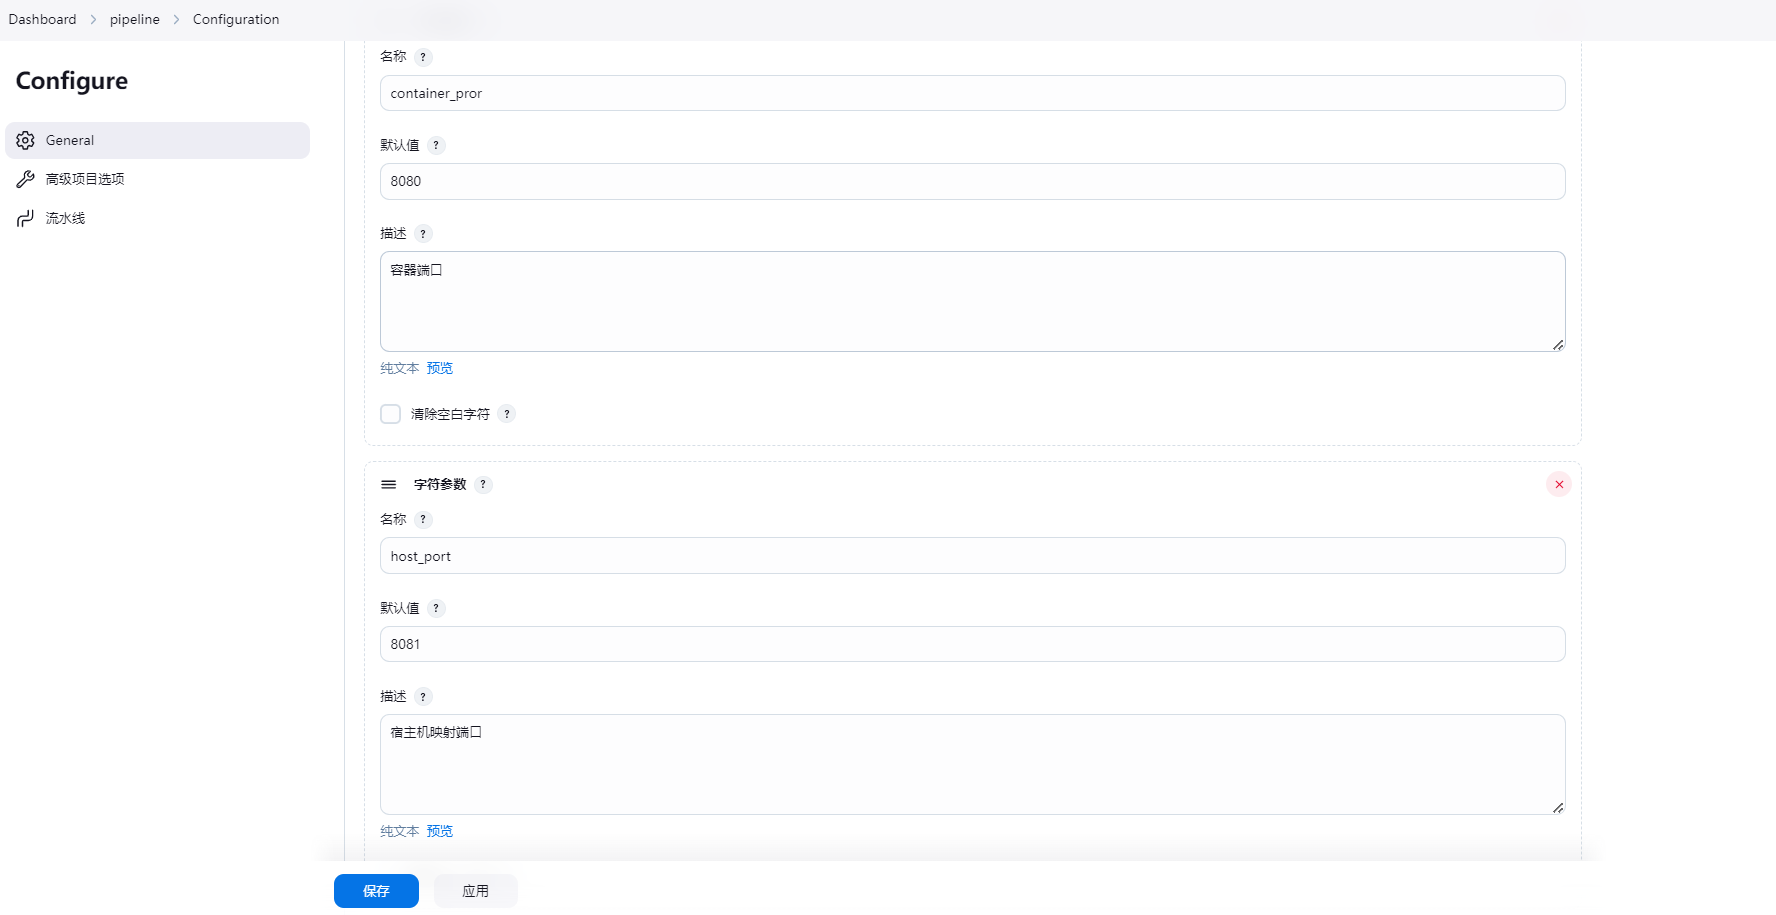 Dashboard > pipeline > Configuration
Configure
General
高级项目选项
流水线
名称 ?
container_pror
默认值 ?
8080
描述 ?
容器端口
纯文本 预览
清除空白字符 ?
字符参数 ?
名称 ?
host_port
默认值 ?
8081
描述 ?
宿主机映射端口
纯文本 预览
保存 应用